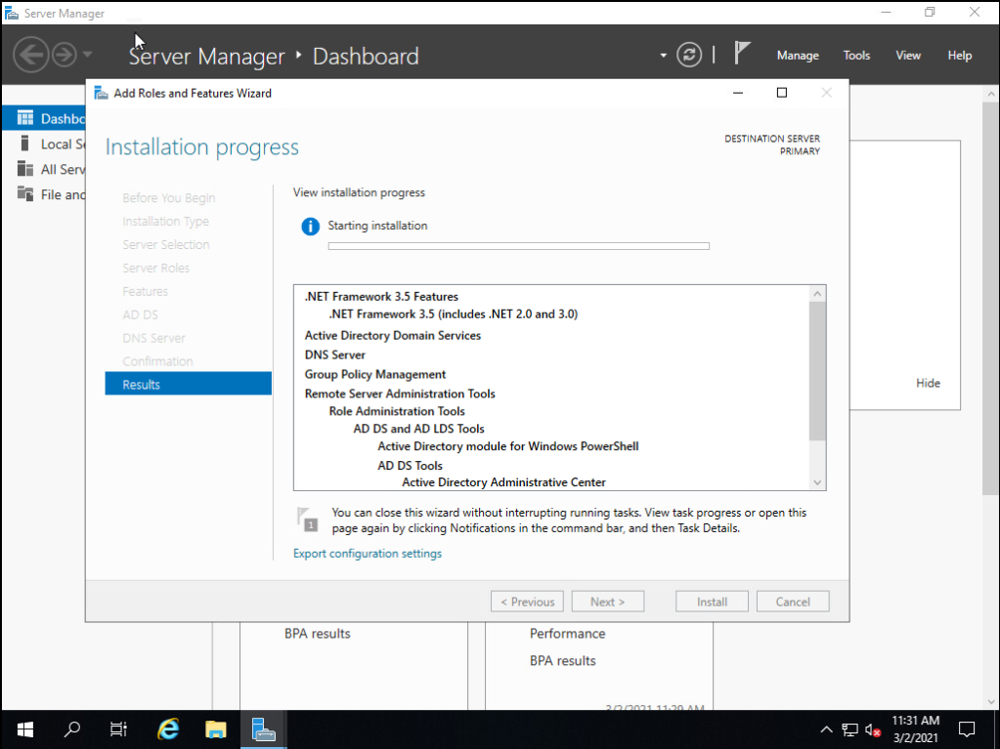 Server Manager
Server Manager ‣ Dashboard
Manage Tools View Help
Add Roles and Features Wizard
Installation progress
DESTINATION SERVER
PRIMARY
Dashbo
Local Se
All Serv
File and
Before You Begin
Installation Type
Server Selection
Server Roles
Features
AD DS
DNS Server
Confirmation
Results
View installation progress
Starting installation
.NET Framework 3.5 Features
.NET Framework 3.5 (includes .NET 2.0 and 3.0)
Active Directory Domain Services
DNS Server
Group Policy Management
Remote Server Administration Tools
Role Administration Tools
AD DS and AD LDS Tools
Active Directory module for Windows PowerShell
AD DS Tools
Active Directory Administrative Center
1
You can close this wizard without interrupting running tasks. View task progress or open this
page again by clicking Notifications in the command bar, and then Task Details.
Export configuration settings
< Previous Next > Install Cancel
Hide
BPA results
Performance
BPA results
3/2/2021 11:29 AM
11:31 AM
3/2/2021